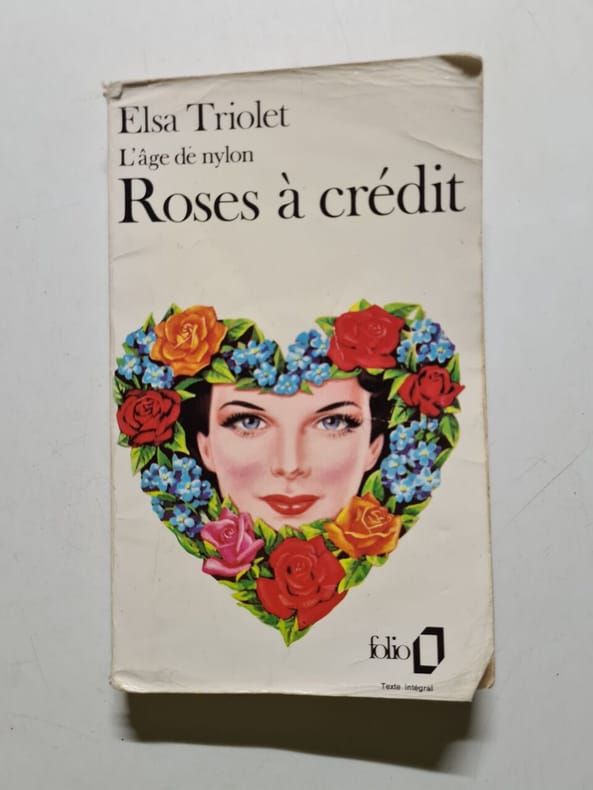 Elsa Triolet
L'âge de nylon
Roses à crédit
folio
Texte intégral